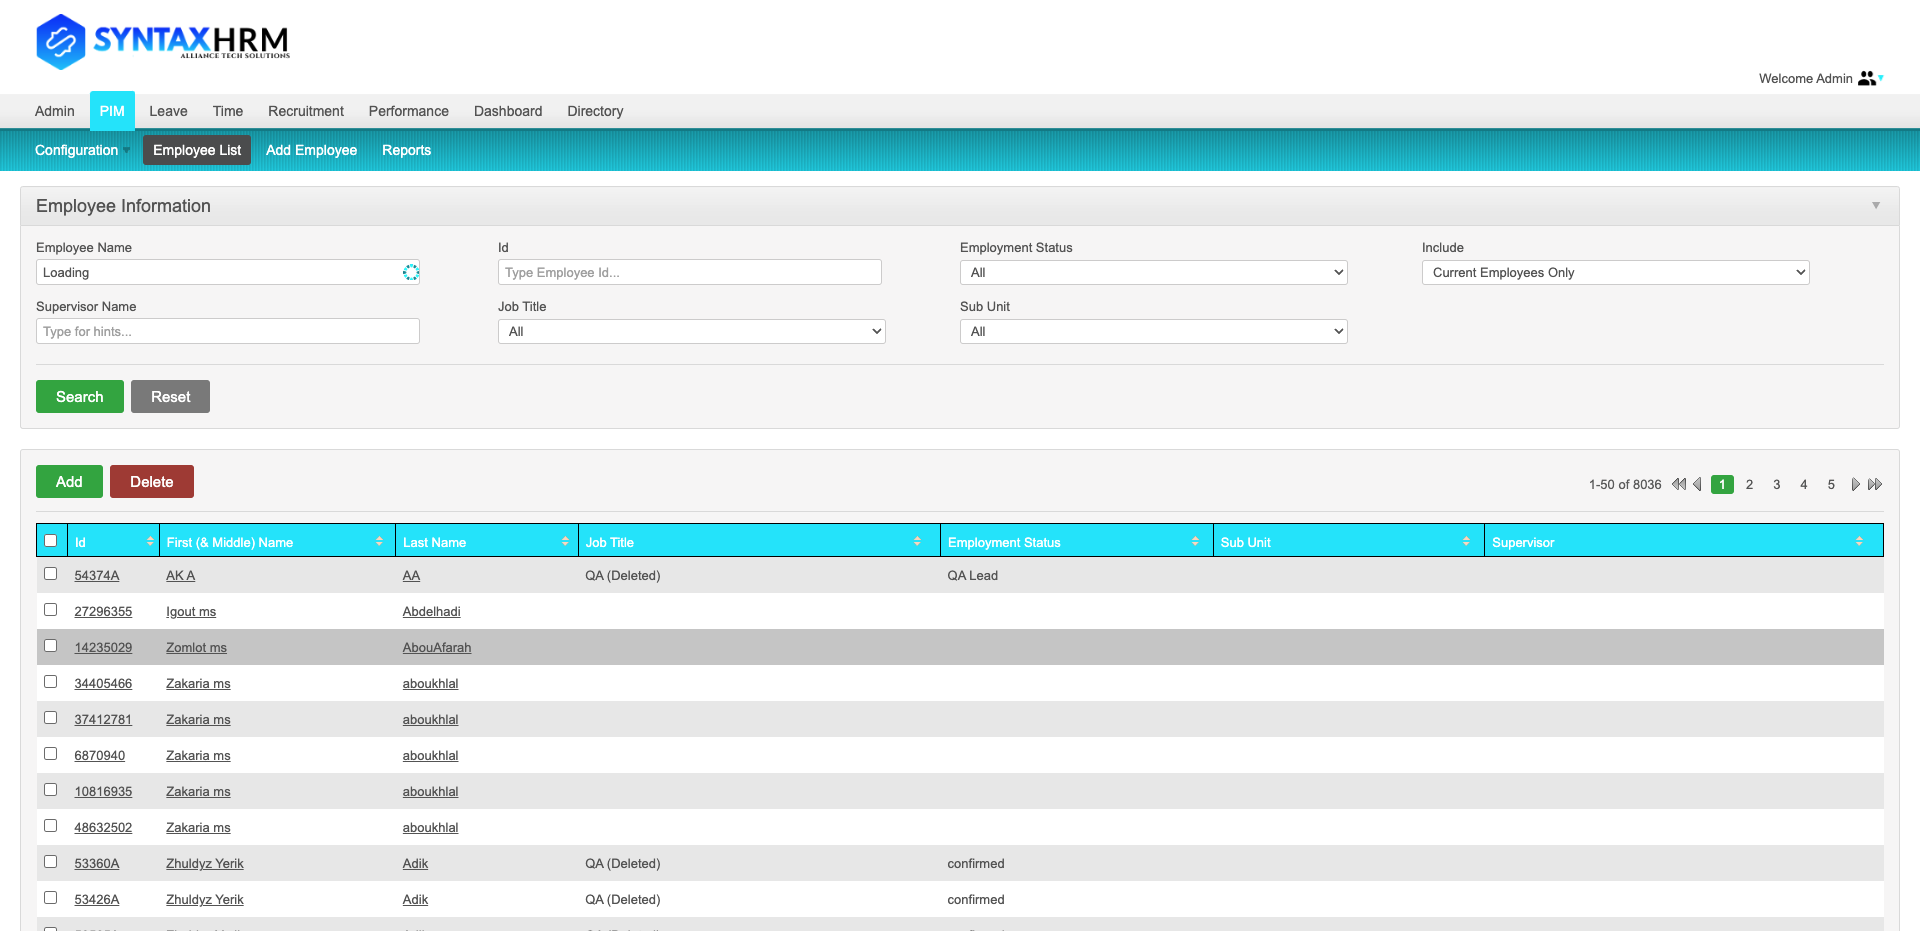 SYNTAXHRM
ALLIANCE TECH SOLUTIONS
Welcome Admin
Admin PIM Leave Time Recruitment Performance Dashboard Directory
Configuration Employee List Add Employee Reports
Employee Information
Employee Name Id Employment Status Include
Loading Type Employee Id... All Current Employees Only
Supervisor Name Job Title Sub Unit
Type for hints... All All
Search Reset
Add Delete 1-50 of 8036 1 2 3 4 5
Id First (& Middle) Name Last Name Job Title Employment Status Sub Unit Supervisor
54374A AK A AA QA (Deleted) QA Lead
27296355 Igout ms Abdelhadi
14235029 Zomlot ms AbouAfarah
34405466 Zakaria ms aboukhlal
37412781 Zakaria ms aboukhlal
6870940 Zakaria ms aboukhlal
10816935 Zakaria ms aboukhlal
48632502 Zakaria ms aboukhlal
53360A Zhuldyz Yerik Adik QA (Deleted) confirmed
53426A Zhuldyz Yerik Adik QA (Deleted) confirmed